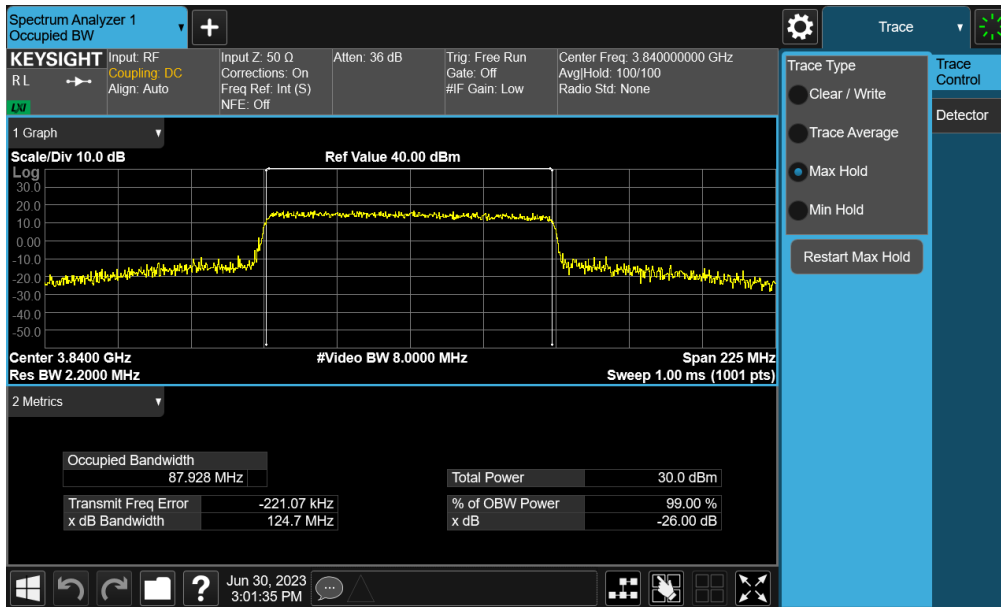 Spectrum Analyzer 1
Occupied BW
Trace
KEYSIGHT
R L
LXI
Input: RF
Coupling: DC
Align: Auto
Input Z: 50 Ω
Corrections: On
Freq Ref: Int (S)
NFE: Off
Atten: 36 dB
Trig: Free Run
Gate: Off
#IF Gain: Low
Center Freq: 3.840000000 GHz
Avg|Hold: 100/100
Radio Std: None
Trace Type
Clear / Write
Trace Average
Max Hold
Min Hold
Restart Max Hold
Trace
Control
Detector
1 Graph
Scale/Div 10.0 dB
Ref Value 40.00 dBm
Log
30.0
20.0
10.0
0.00
-10.0
-20.0
-30.0
-40.0
-50.0
Center 3.8400 GHz
#Video BW 8.0000 MHz
Span 225 MHz
Res BW 2.2000 MHz
Sweep 1.00 ms (1001 pts)
2 Metrics
Occupied Bandwidth
87.928 MHz
Total Power 30.0 dBm
Transmit Freq Error -221.07 kHz
% of OBW Power 99.00 %
x dB Bandwidth 124.7 MHz
x dB -26.00 dB
?
Jun 30, 2023
3:01:35 PM